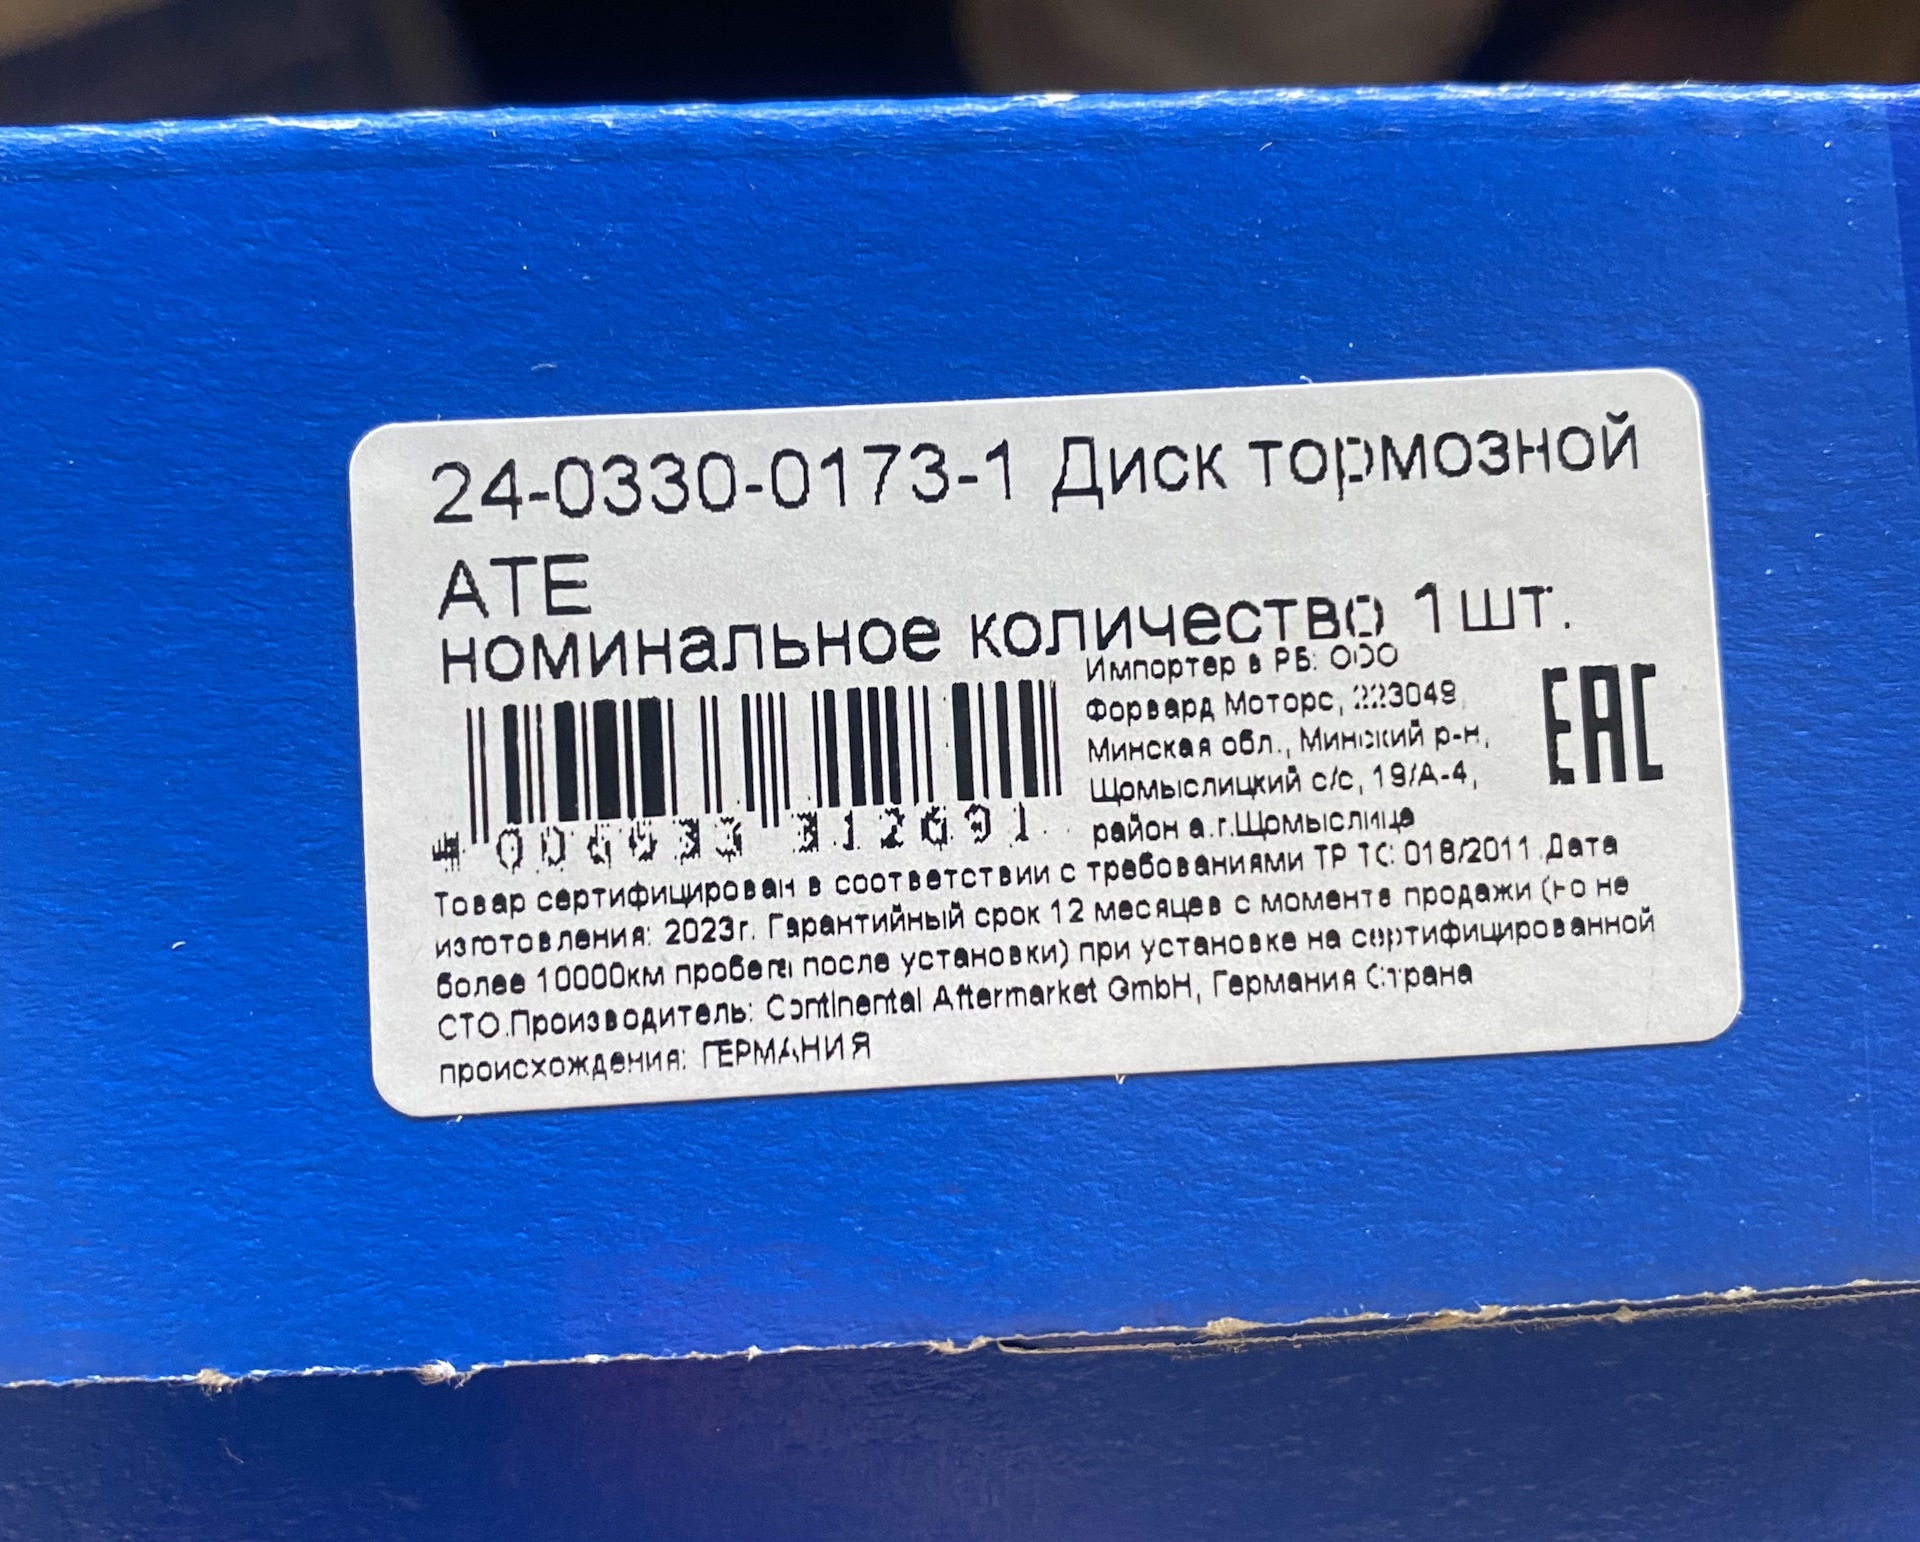 24-0330-0173-1 Диск тормозной
ATE
номинальное количество 1 шт.
Импортер в РБ: ООО
Форвард Моторс, 223049,
Минская обл., Минский р-н,
Щомыслицкий с/с, 19/А-4,
район а.г.Щомыслица
EAC
Товар сертифицирован в соответствии с требованиями ТР ТС 018/2011 Дата
изготовления: 2023г. Гарантийный срок 12 месяцев с момента продажи (но не
более 10000км пробега после установки) при установке на сертифицированной
СТО.Производитель: Continental Aftermarket GmbH, Германия Страна
происхождения: ГЕРМАНИЯ